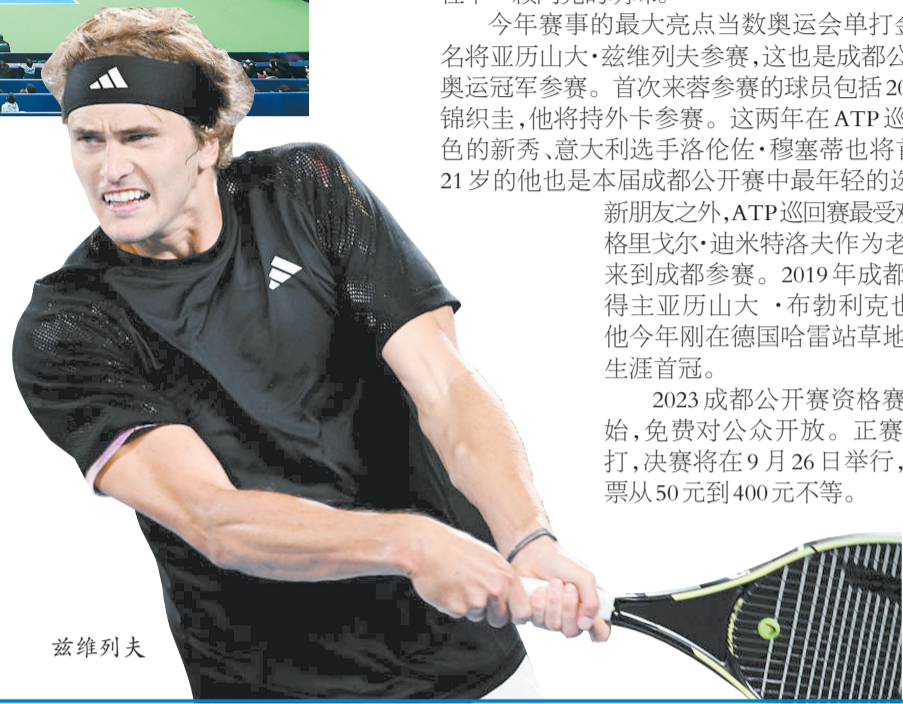 今年赛事的最大亮点当数奥运会单打
名将亚历山大·兹维列夫参赛,这也是成都公
奥运冠军参赛。首次来蓉参赛的球员包括20
锦织圭,他将持外卡参赛。这两年在ATP巡
色的新秀、意大利选手洛伦佐·穆塞蒂也将
21岁的他也是本届成都公开赛中最年轻的选
新朋友之外,ATP巡回赛最受
格里戈尔·迪米特洛夫作为老
来到成都参赛。2019年成都
得主亚历山大 ·布勃利克也
他今年刚在德国哈雷站草地
生涯首冠。
2023成都公开赛资格赛
始,免费对公众开放。正赛
打,决赛将在9月26日举行,
票从50元到400元不等。
兹维列夫